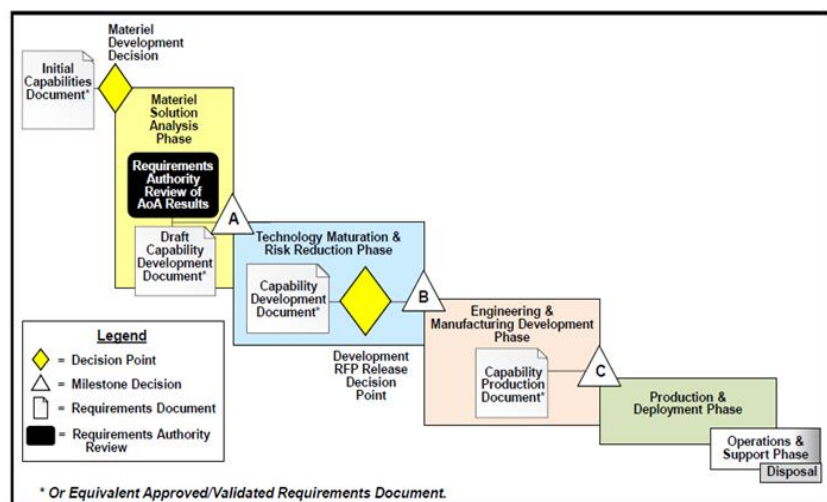 Materiel
Development
Decision
Initial
Capabilities
Document*
Materiel
Solution
Analysis
Phase
Requirements
Authority
Review of
AoA Results
A
Draft
Capability
Development
Document*
Technology Maturation &
Risk Reduction Phase
Capability
Development
Document*
B
Development
RFP Release
Decision
Point
Engineering &
Manufacturing Development
Phase
Capability
Production
Document*
C
Production &
Deployment Phase
Operations &
Support Phase
Disposal
Legend
= Decision Point
= Milestone Decision
= Requirements Document
= Requirements Authority
Review
* Or Equivalent Approved/Validated Requirements Document.